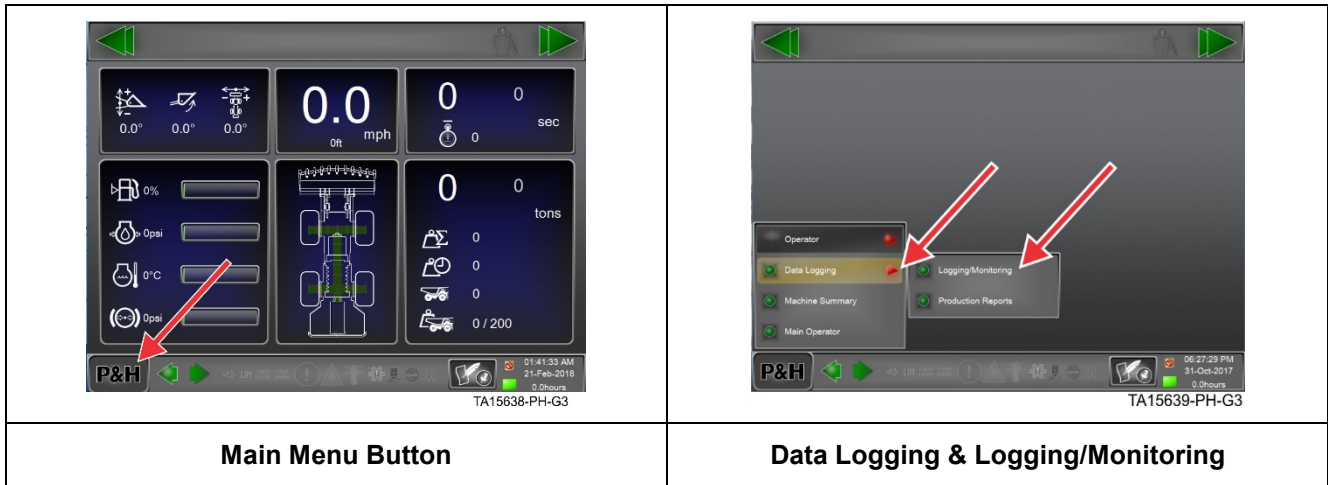 0.0° 0.0° 0.0°
0.0 mph
0ft
0 0
sec
0
0%
0psi
0°C
0psi
0 0
tons
0
0
0
0 / 200
P&H
LIM
01:41:33 AM
21-Feb-2018
0.0hours
TA15638-PH-G3
Main Menu Button
Operator
Data Logging
Machine Summary
Main Operator
Logging/Monitoring
Production Reports
P&H
LIM
06:27:29 PM
31-Oct-2017
0.0hours
TA15639-PH-G3
Data Logging & Logging/Monitoring